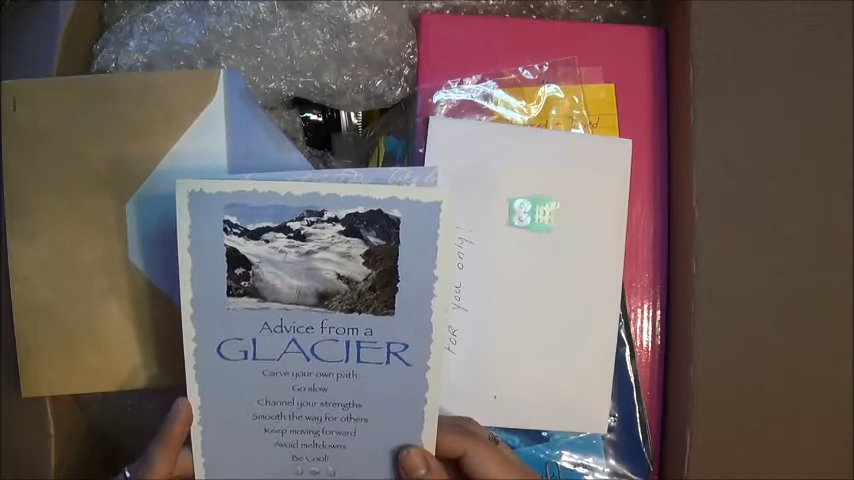 Advice from a
GLACIER
Carve your own path
Go slow
Channel your strengths
Smooth the way for others
Keep moving forward
Avoid meltdowns
Be Cool!
FOR you only!